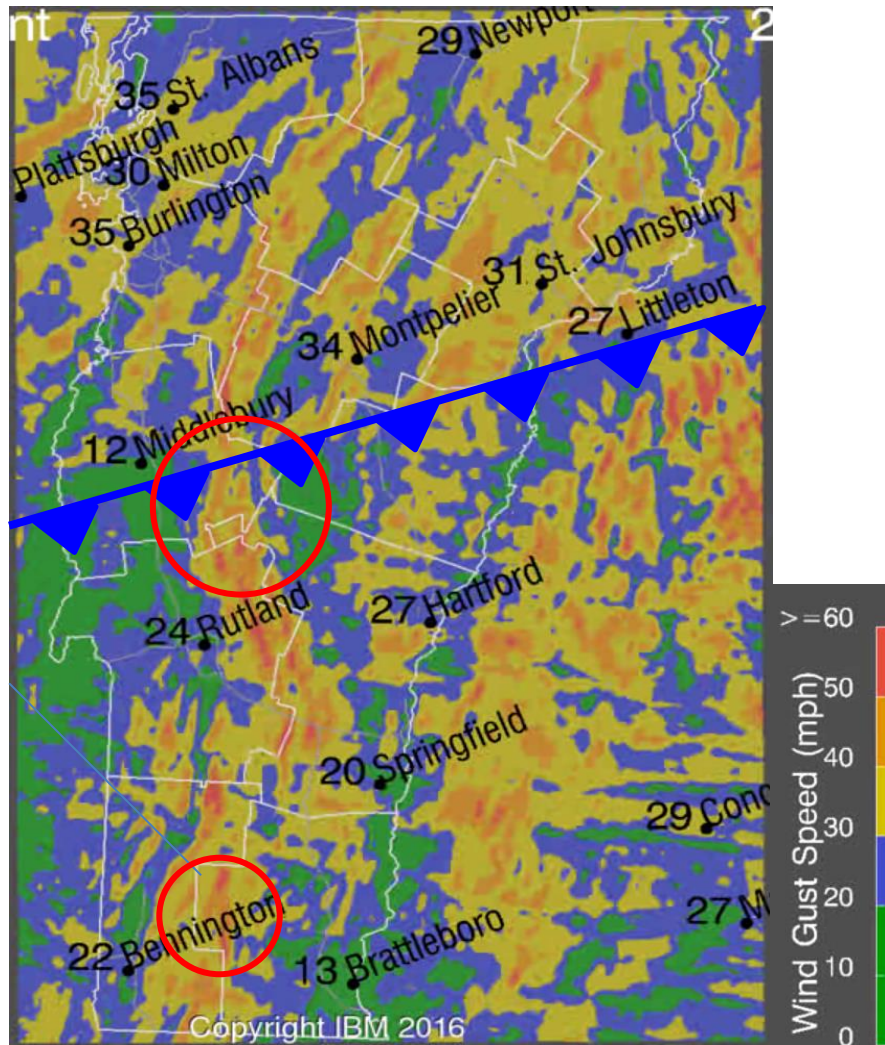 nt
2
29 Newport
35 St. Albans
Plattsburgh
30 Milton
35 Burlington
31 St. Johnsbury
27 Littleton
34 Montpelier
12 Middlebury
27 Hartford
24 Rutland
20 Springfield
29 Conc
27 M
22 Bennington
13 Brattleboro
Copyright IBM 2016
Wind Gust Speed (mph)
>=60
50
40
30
20
10
0